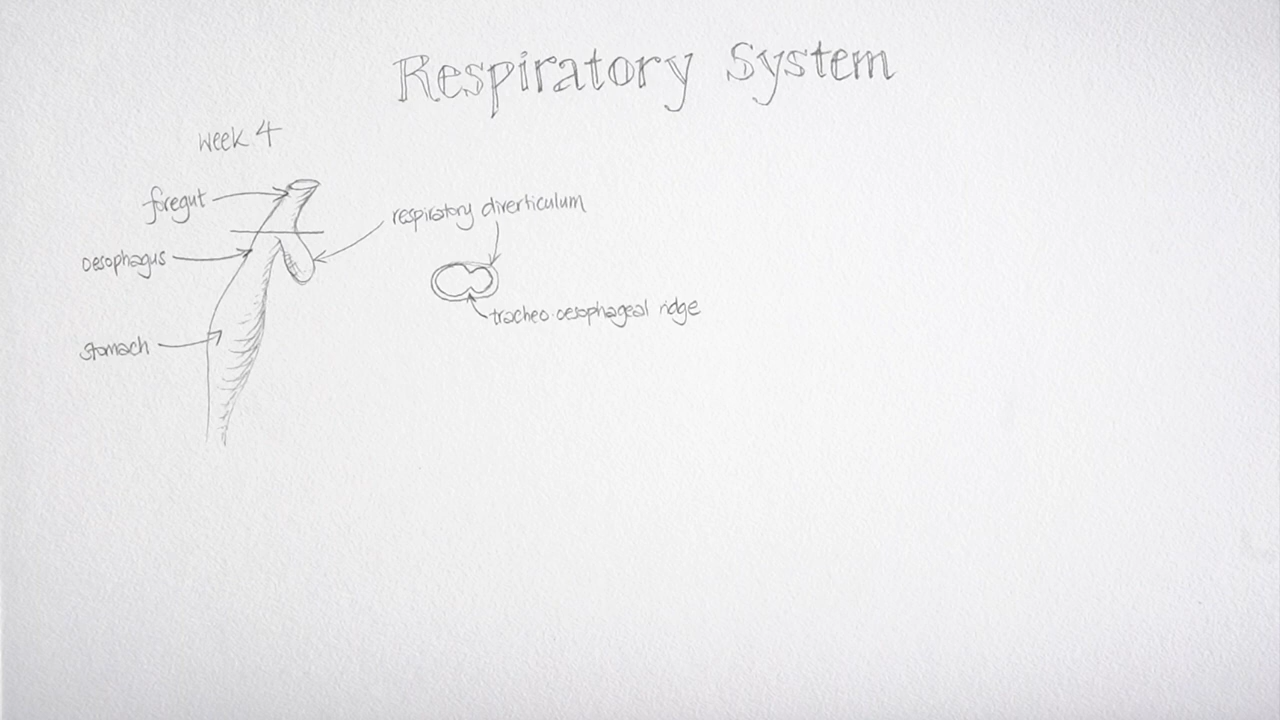 Respiratory System
week 4
foregut
respiratory diverticulum
oesophagus
tracheo·oesophageal ridge
stomach